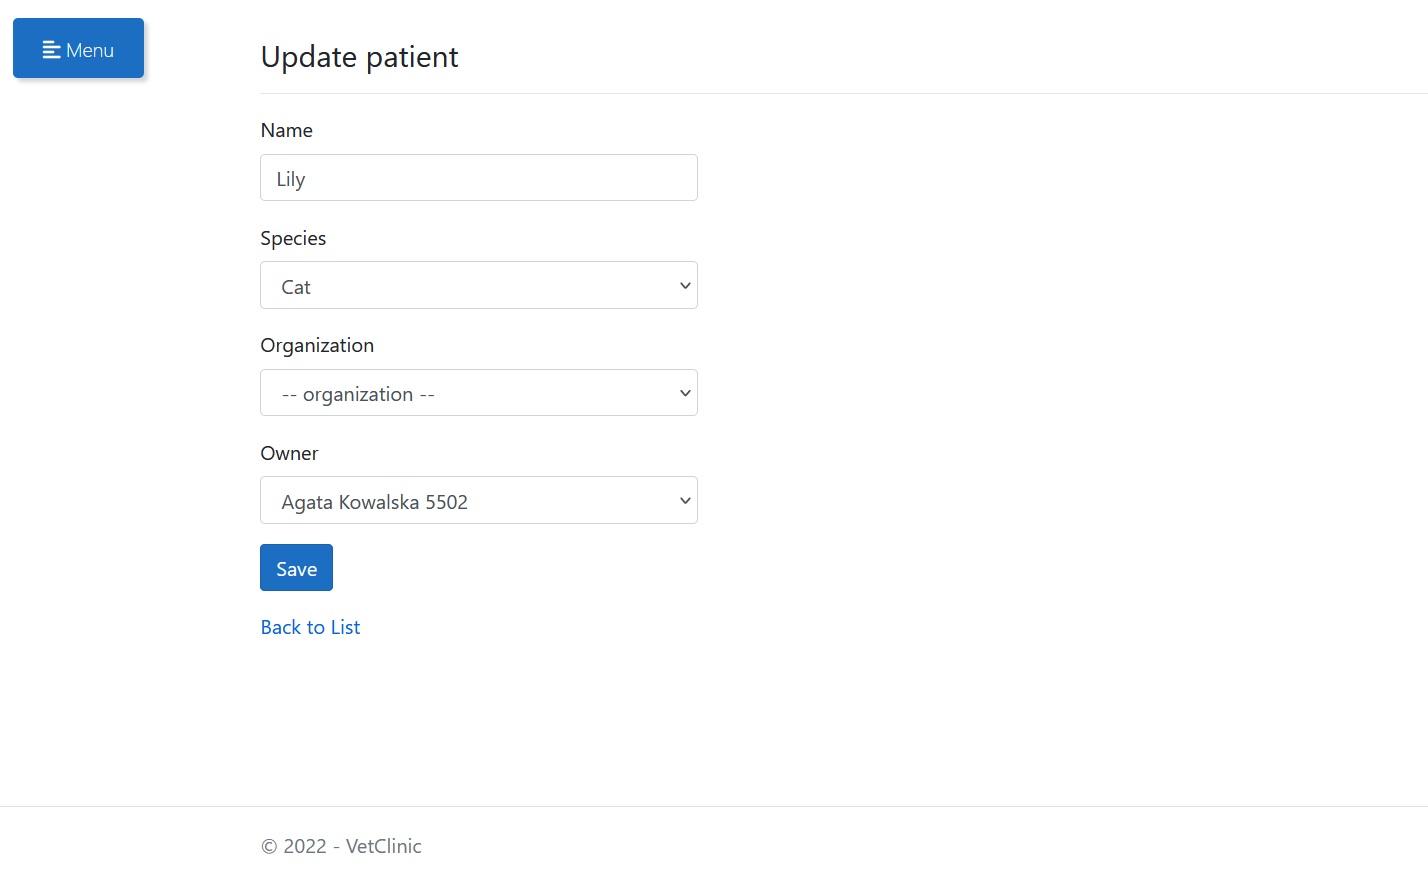 Menu
Update patient
Name
Lily
Species
Cat
Organization
-- organization --
Owner
Agata Kowalska 5502
Save
Back to List
© 2022 - VetClinic